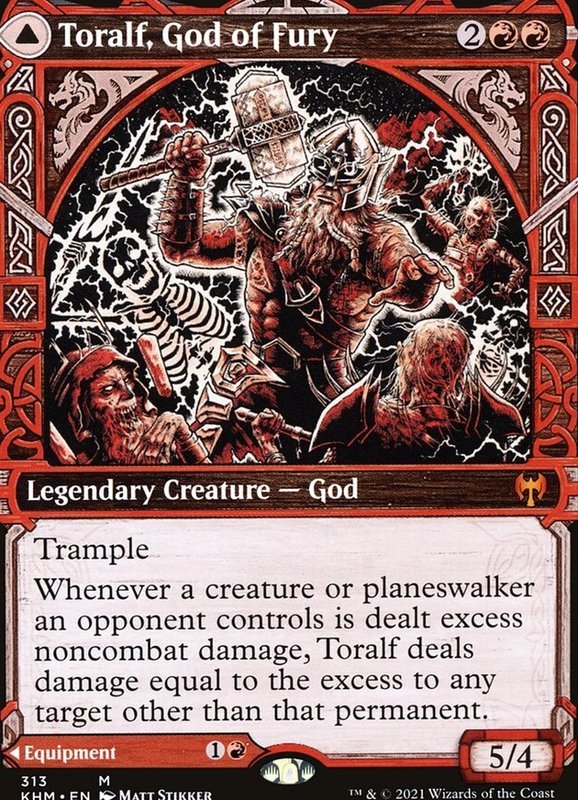 Toralf, God of Fury 2
Legendary Creature — God
Trample
Whenever a creature or planeswalker
an opponent controls is dealt excess
noncombat damage, Toralf deals
damage equal to the excess to any
target other than that permanent.
Equipment 1
5/4
313 M
KHM • EN MATT STIKKER
™ & © 2021 Wizards of the Coast